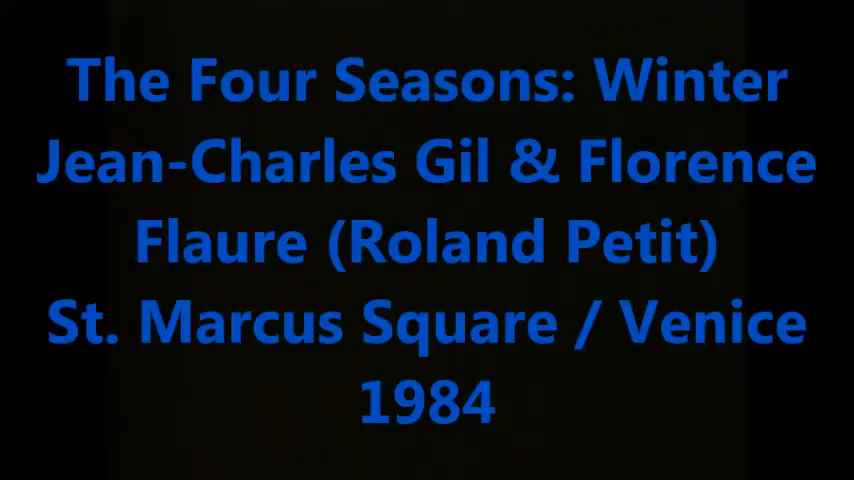 The Four Seasons: Winter
Jean-Charles Gil & Florence
Flaure (Roland Petit)
St. Marcus Square / Venice
1984